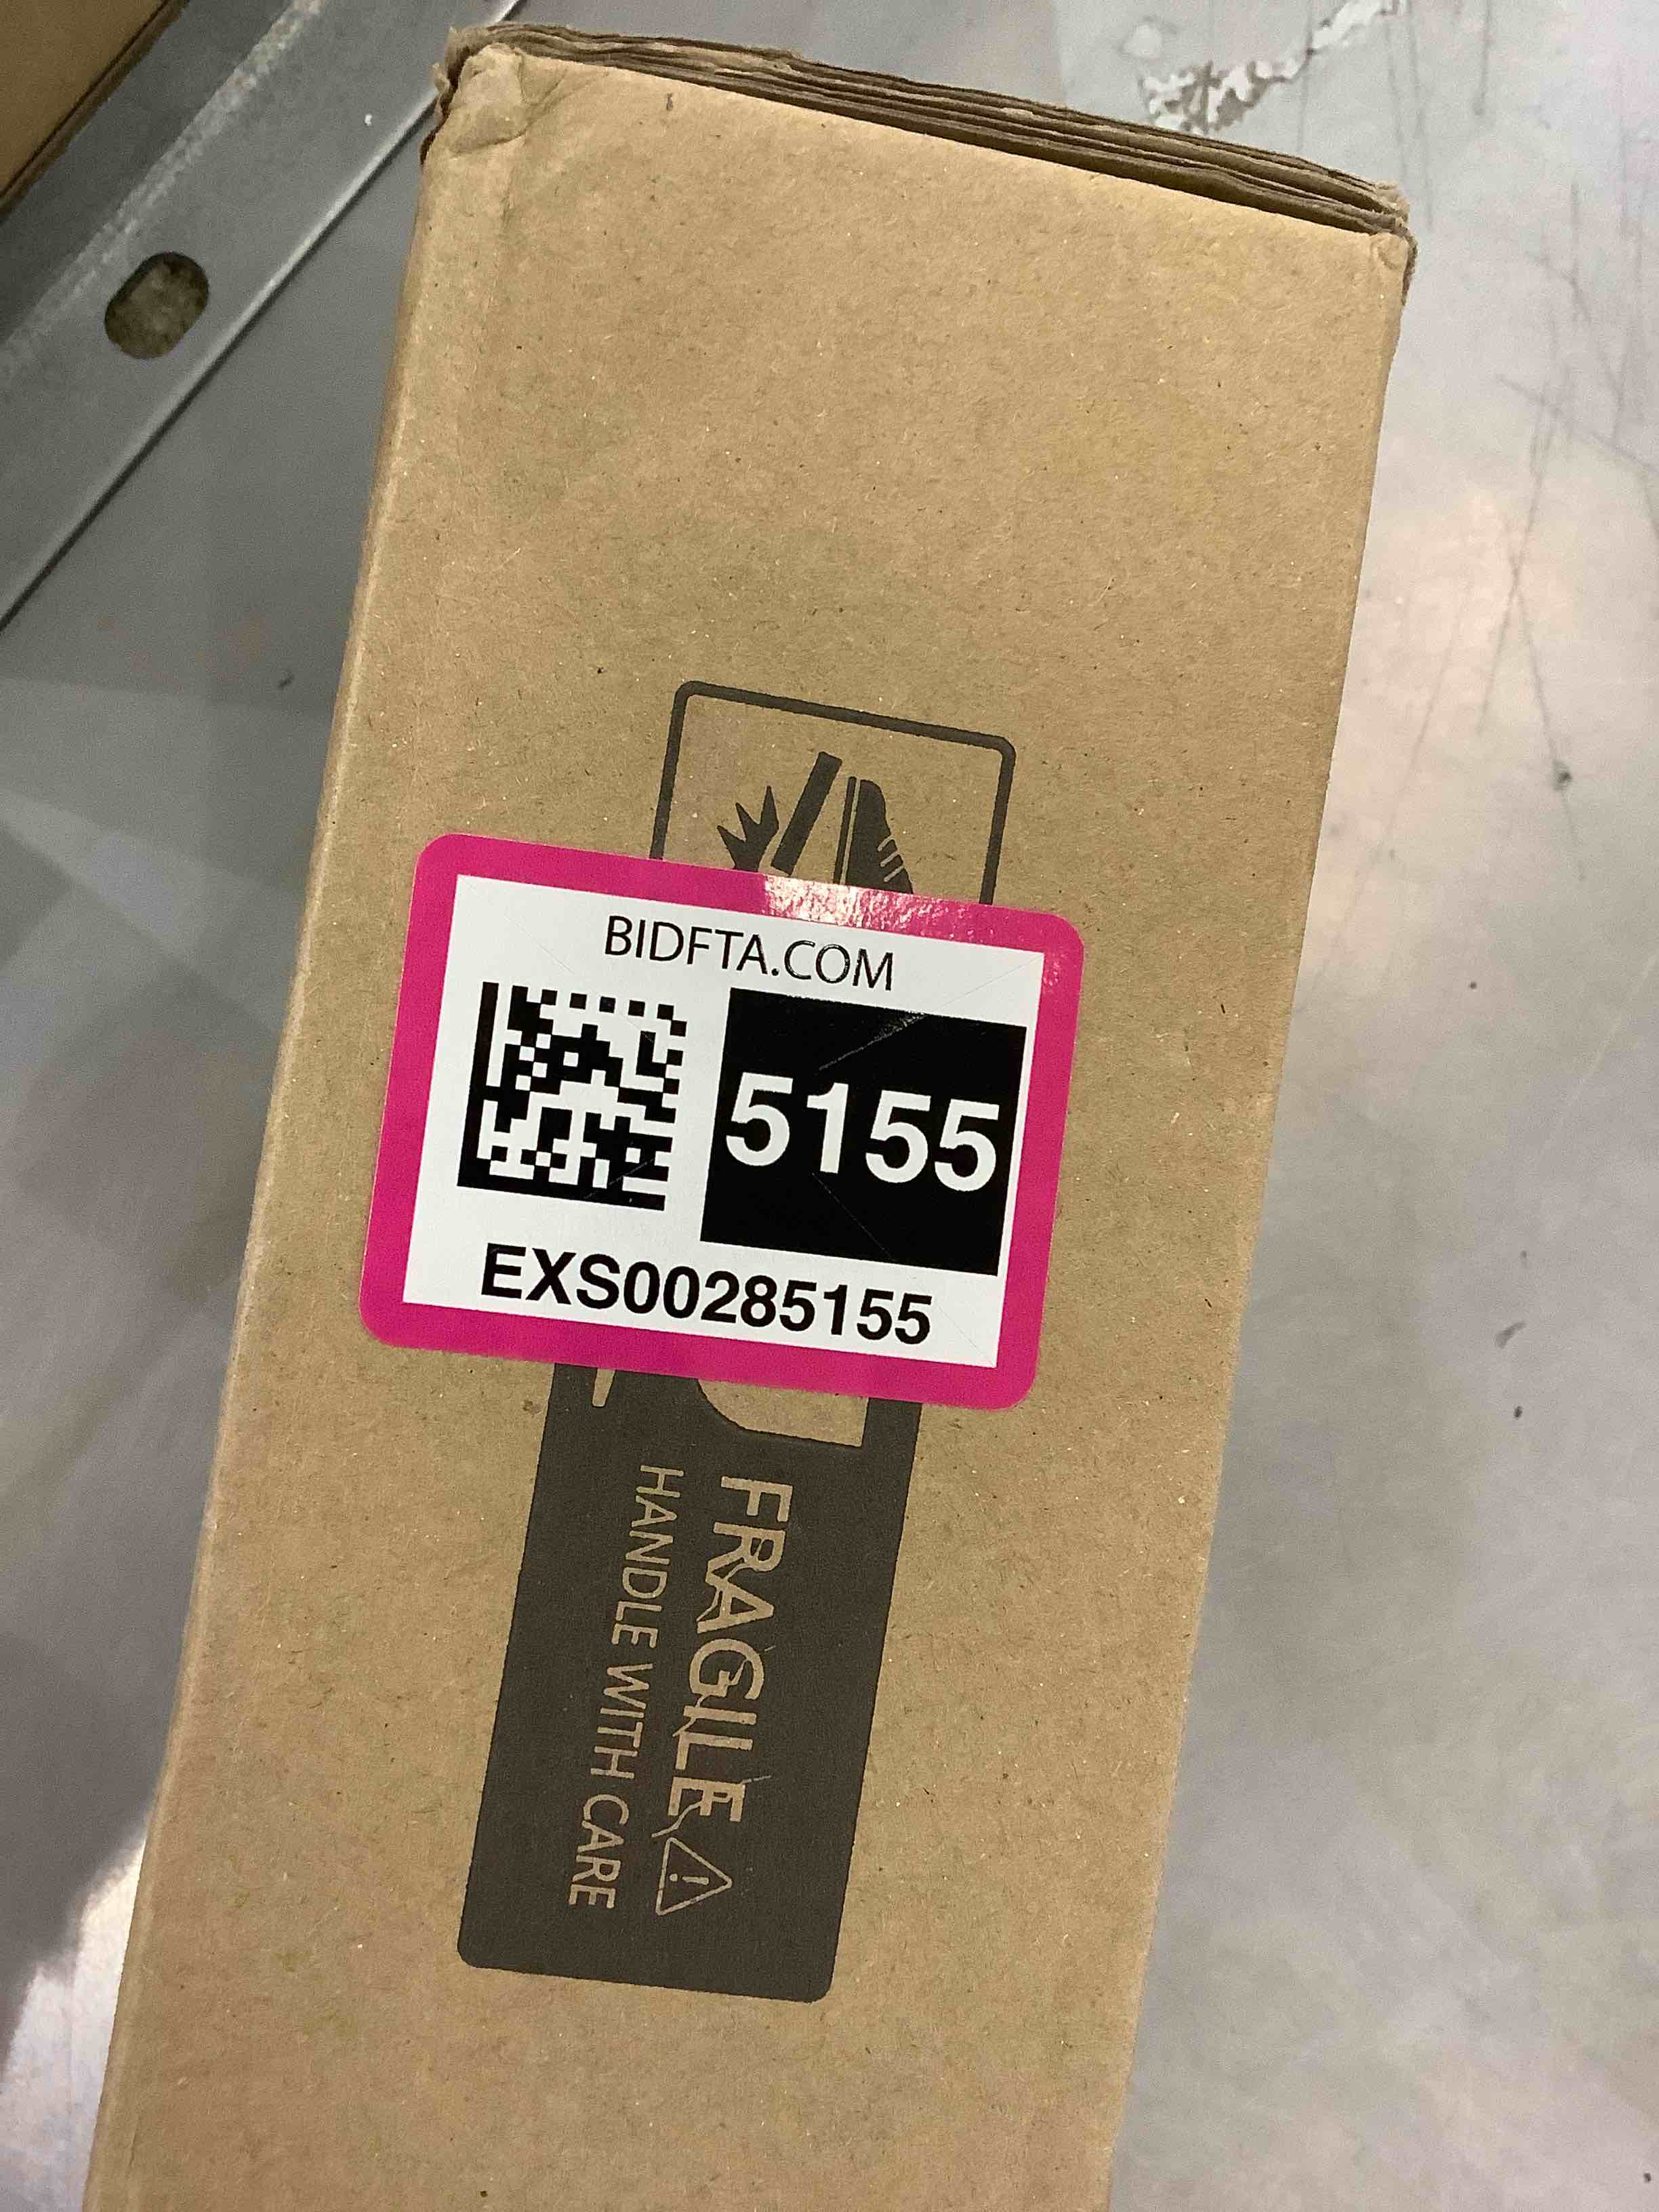 BIDFTA.COM
5155
EXS00285155
FRAGILE
HANDLE WITH CARE